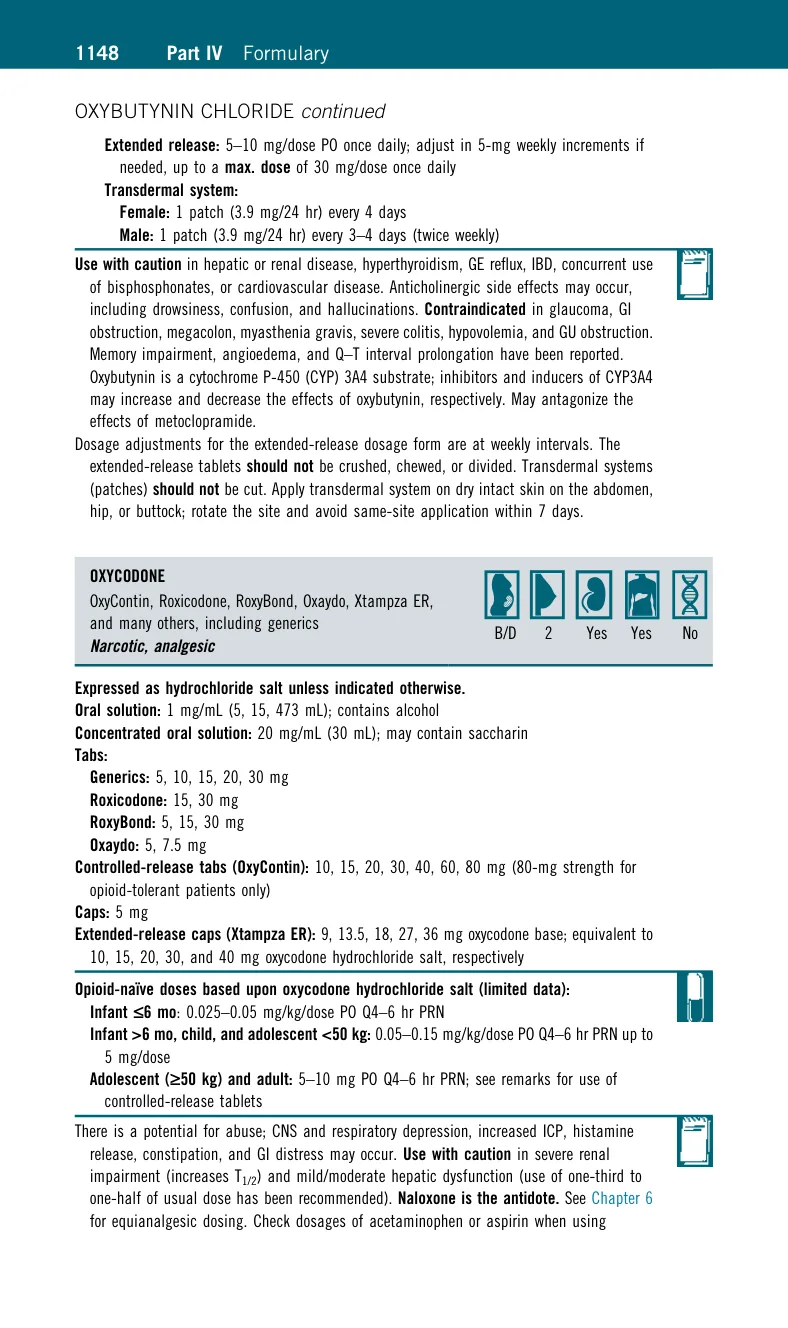 1148 Part IV Formulary
OXYBUTYNIN CHLORIDE continued
Extended release: 5–10 mg/dose PO once daily; adjust in 5-mg weekly increments if
needed, up to a max. dose of 30 mg/dose once daily
Transdermal system:
Female: 1 patch (3.9 mg/24 hr) every 4 days
Male: 1 patch (3.9 mg/24 hr) every 3–4 days (twice weekly)
Use with caution in hepatic or renal disease, hyperthyroidism, GE reflux, IBD, concurrent use
of bisphosphonates, or cardiovascular disease. Anticholinergic side effects may occur,
including drowsiness, confusion, and hallucinations. Contraindicated in glaucoma, GI
obstruction, megacolon, myasthenia gravis, severe colitis, hypovolemia, and GU obstruction.
Memory impairment, angioedema, and Q–T interval prolongation have been reported.
Oxybutynin is a cytochrome P-450 (CYP) 3A4 substrate; inhibitors and inducers of CYP3A4
may increase and decrease the effects of oxybutynin, respectively. May antagonize the
effects of metoclopramide.
Dosage adjustments for the extended-release dosage form are at weekly intervals. The
extended-release tablets should not be crushed, chewed, or divided. Transdermal systems
(patches) should not be cut. Apply transdermal system on dry intact skin on the abdomen,
hip, or buttock; rotate the site and avoid same-site application within 7 days.
OXYCODONE
OxyContin, Roxicodone, RoxyBond, Oxaydo, Xtampza ER,
and many others, including generics
Narcotic, analgesic
B/D 2 Yes Yes No
Expressed as hydrochloride salt unless indicated otherwise.
Oral solution: 1 mg/mL (5, 15, 473 mL); contains alcohol
Concentrated oral solution: 20 mg/mL (30 mL); may contain saccharin
Tabs:
Generics: 5, 10, 15, 20, 30 mg
Roxicodone: 15, 30 mg
RoxyBond: 5, 15, 30 mg
Oxaydo: 5, 7.5 mg
Controlled-release tabs (OxyContin): 10, 15, 20, 30, 40, 60, 80 mg (80-mg strength for
opioid-tolerant patients only)
Caps: 5 mg
Extended-release caps (Xtampza ER): 9, 13.5, 18, 27, 36 mg oxycodone base; equivalent to
10, 15, 20, 30, and 40 mg oxycodone hydrochloride salt, respectively
Opioid-naïve doses based upon oxycodone hydrochloride salt (limited data):
Infant ≤6 mo: 0.025–0.05 mg/kg/dose PO Q4–6 hr PRN
Infant >6 mo, child, and adolescent <50 kg: 0.05–0.15 mg/kg/dose PO Q4–6 hr PRN up to
5 mg/dose
Adolescent (≥50 kg) and adult: 5–10 mg PO Q4–6 hr PRN; see remarks for use of
controlled-release tablets
There is a potential for abuse; CNS and respiratory depression, increased ICP, histamine
release, constipation, and GI distress may occur. Use with caution in severe renal
impairment (increases T1/2) and mild/moderate hepatic dysfunction (use of one-third to
one-half of usual dose has been recommended). Naloxone is the antidote. See Chapter 6
for equianalgesic dosing. Check dosages of acetaminophen or aspirin when using